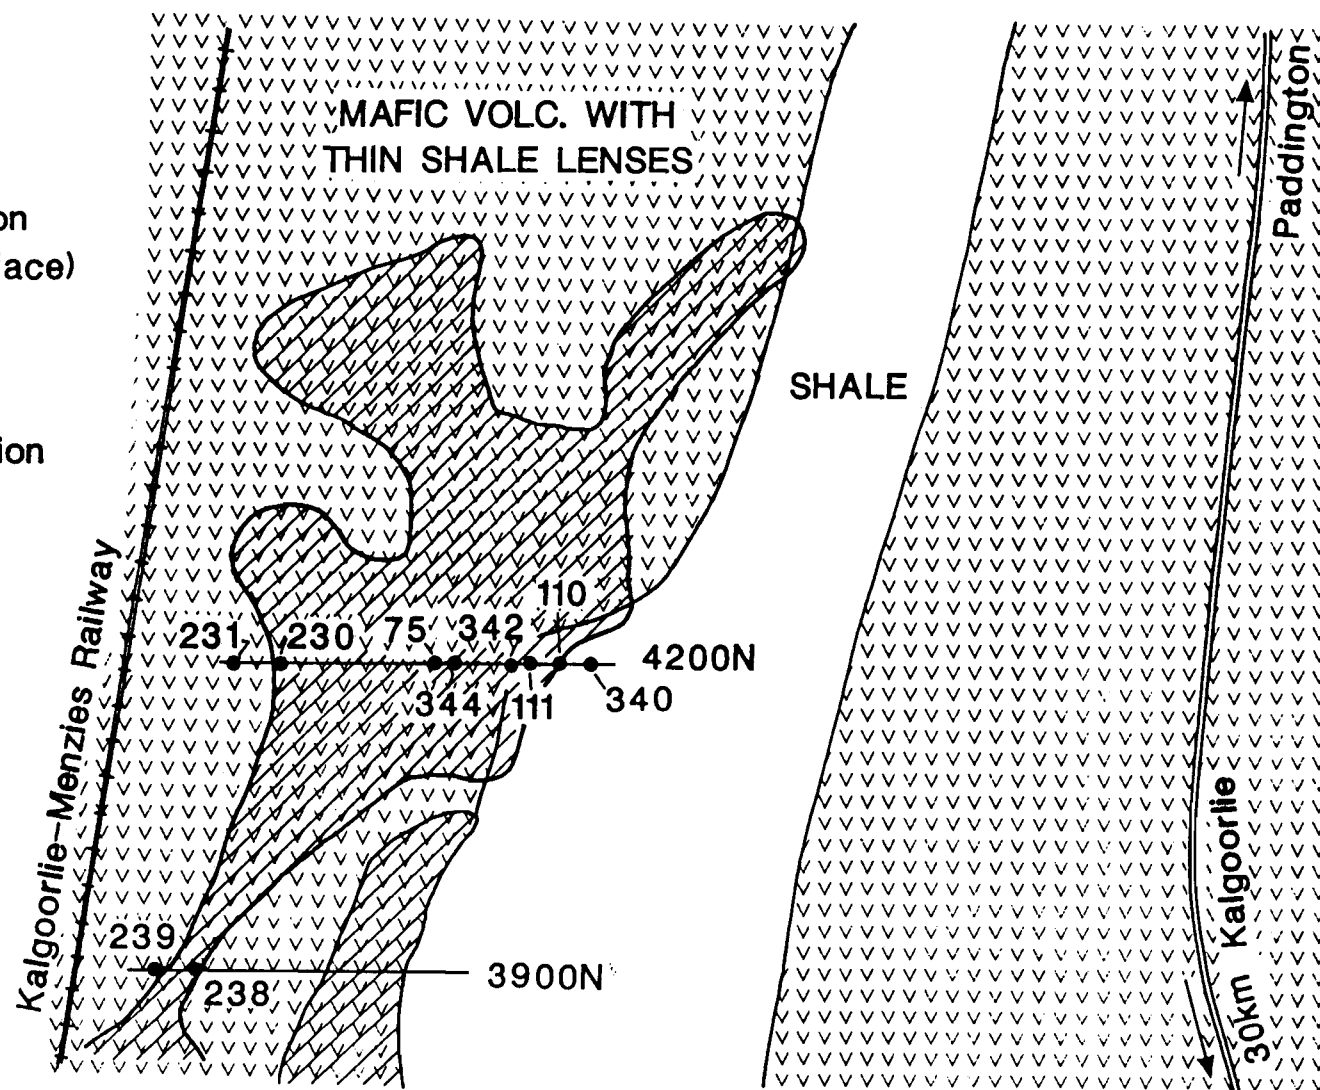 MAFIC VOLC. WITH
THIN SHALE LENSES
Paddington
on
SHALE
ion
Kalgoorlie-Menzies Railway
110
231
230
75
342
4200N
344
111
340
239
238
3900N
30km Kalgoorlie